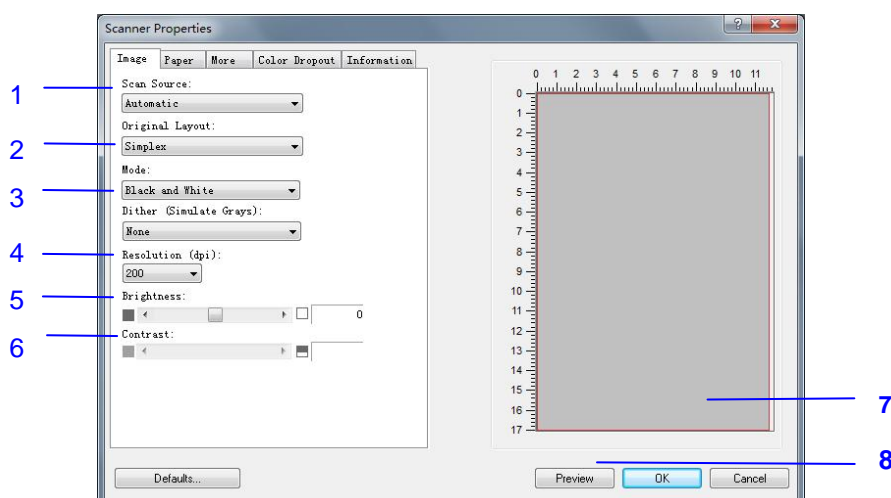 Scanner Properties
Image Paper More Color Dropout Information
1 Scan Source:
Automatic
Original Layout:
2 Simplex
Mode:
3 Black and White
Dither (Simulate Grays):
None
4 Resolution (dpi):
200
5 Brightness:
0
6 Contrast:
0 1 2 3 4 5 6 7 8 9 10 11
0
1
2
3
4
5
6
7
8
9
10
11
12
13
14
15
16
17
7
8
Defaults... Preview OK Cancel